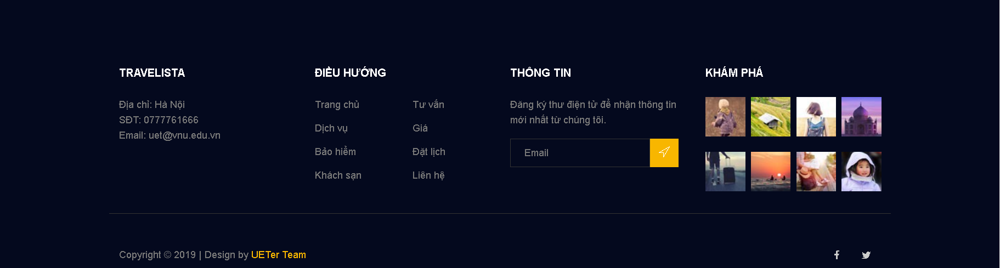 TRAVELISTA
Địa chỉ: Hà Nội
SĐT: 0777761666
Email: uet@vnu.edu.vn
ĐIỀU HƯỚNG
Trang chủ
Dịch vụ
Bảo hiểm
Khách sạn
Tư vấn
Giá
Đặt lịch
Liên hệ
THÔNG TIN
Đăng ký thư điện tử để nhận thông tin
mới nhất từ chúng tôi.
Email
KHÁM PHÁ
Copyright © 2019 | Design by UETer Team